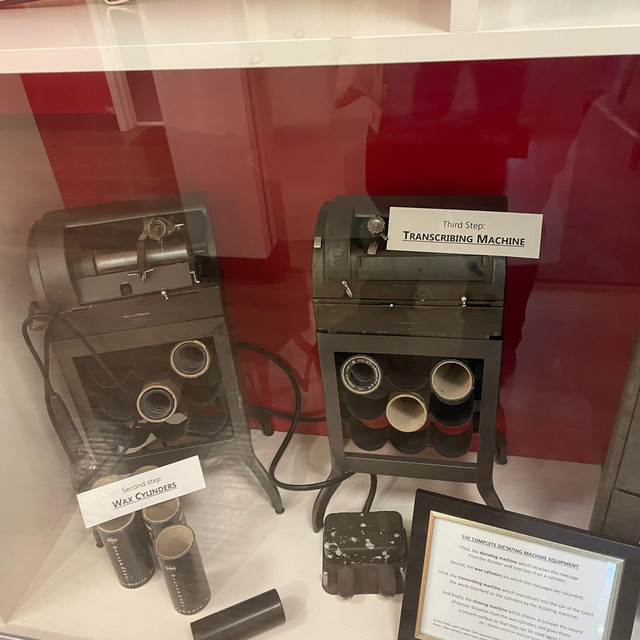 Third Step:
TRANSCRIBING MACHINE
Second step:
WAX CYLINDERS
THE COMPLETE DICTATING MACHINE EQUIPMENT
"First, the dictating machine which receives the message
from the dictator and inscribes it on a cylinder.
Second, the wax cylinders on which the messages are recorded,
Third, the transcribing machine which reproduces into the ear of the typist
the words inscribed on the cylinders by the dictating machine;
And finally, the shaving machine which shaves or scrapes the record
of former dictation from the wax cylinders and gives them
a smooth surface so that they can be used again